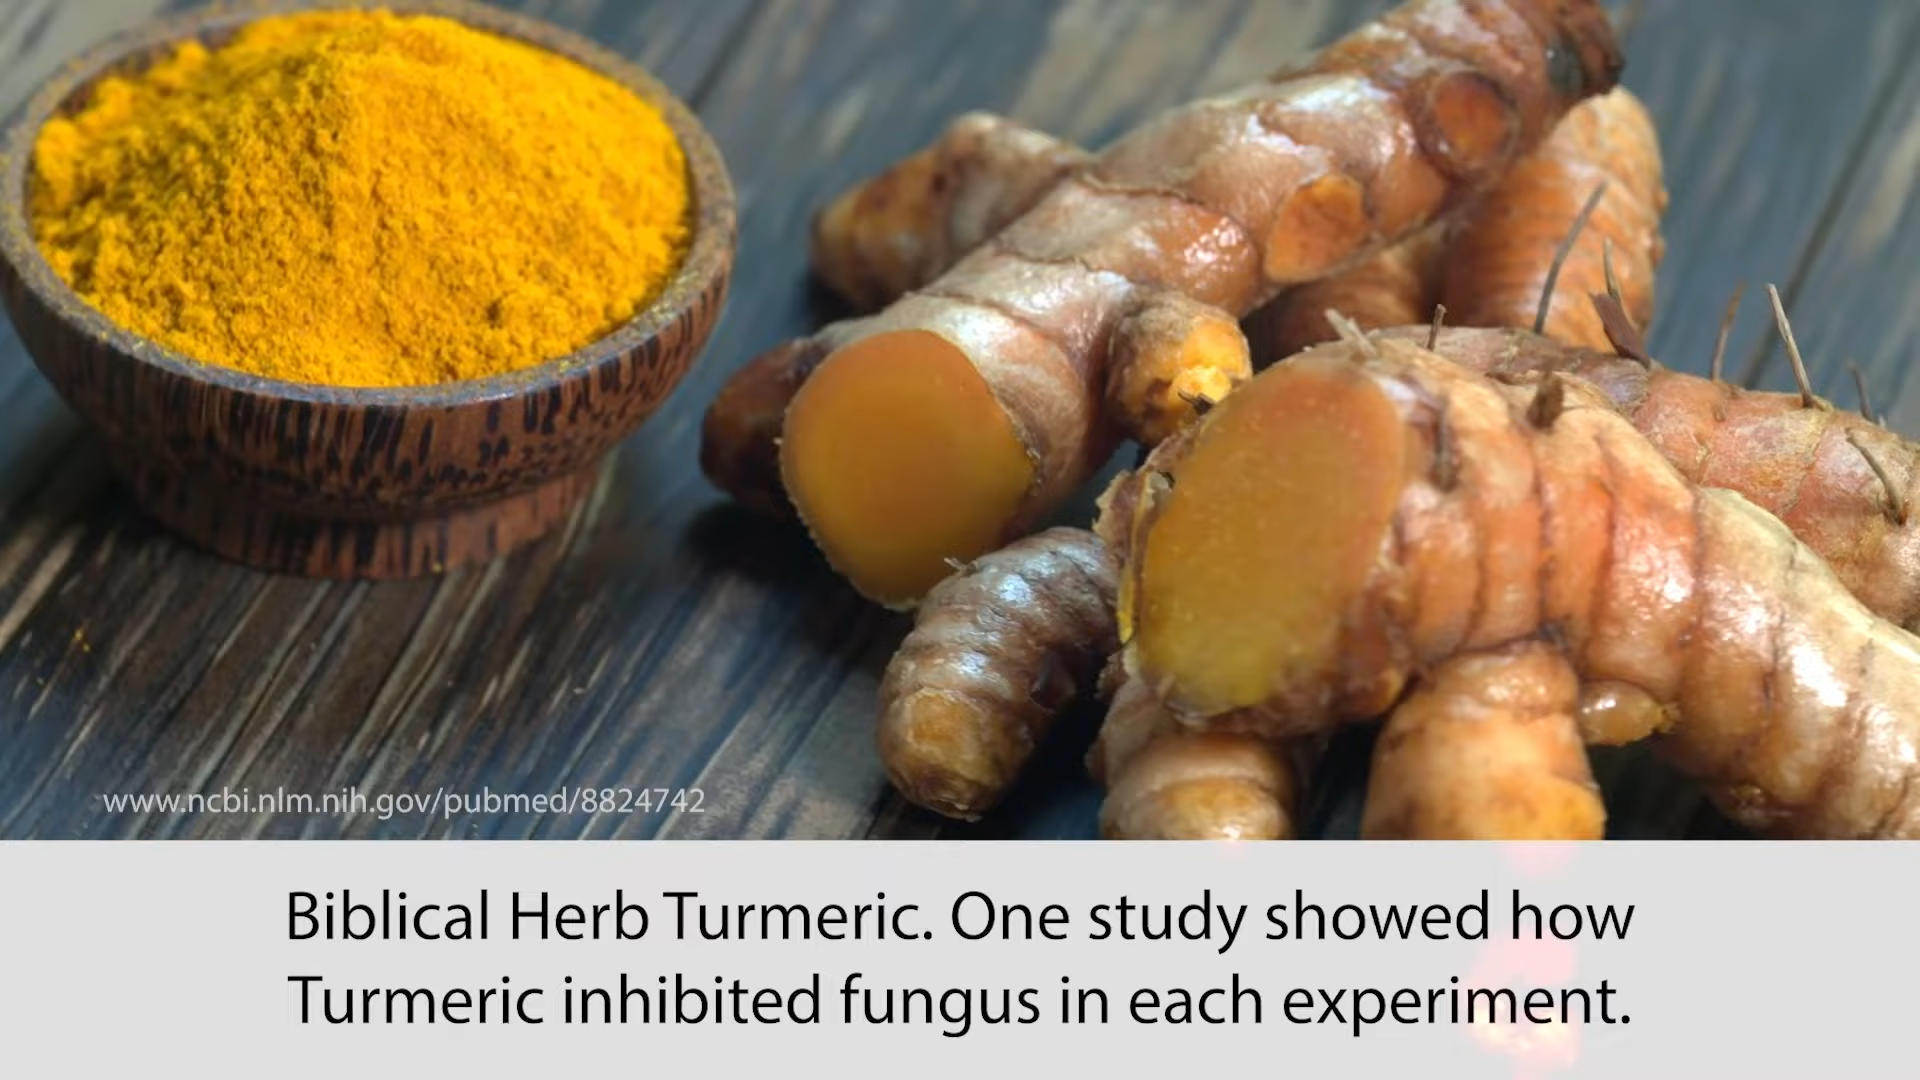 www.ncbi.nlm.nih.gov/pubmed/8824742
Biblical Herb Turmeric. One study showed how
Turmeric inhibited fungus in each experiment.